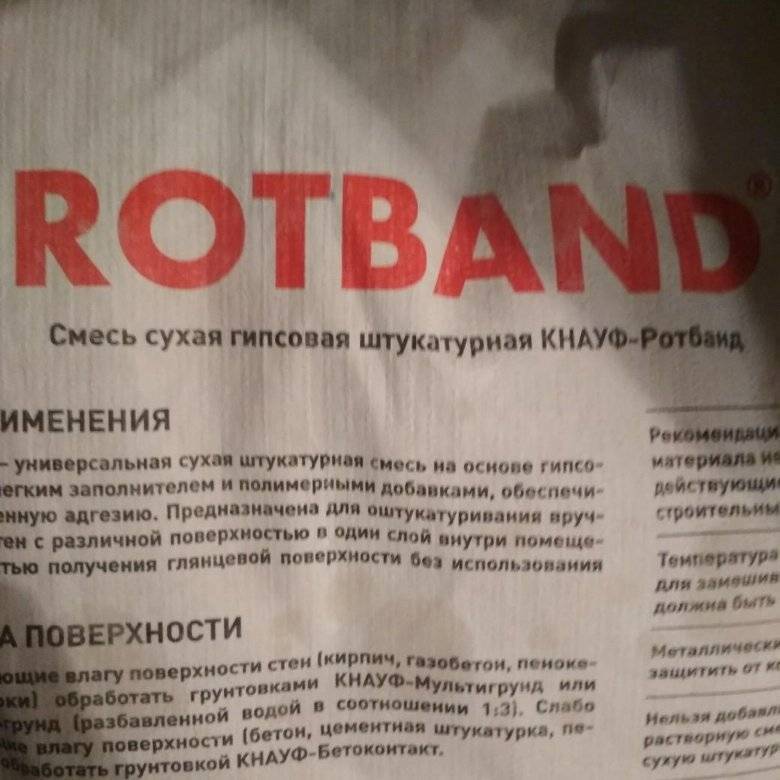 ROTBAND®
Смесь сухая гипсовая штукатурная КНАУФ-Ротбанд
ИМЕНЕНИЯ
– универсальная сухая штукатурная смесь на основе гипсо-
егким заполнителем и полимерными добавками, обеспечи-
енную адгезию. Предназначена для оштукатуривания вруч-
тен с различной поверхностью в один слой внутри помеще-
тью получения глянцевой поверхности без использования
А ПОВЕРХНОСТИ
ющие влагу поверхности стен (кирпич, газобетон, пеноке-
оки) обработать грунтовками КНАУФ-Мультигрунд или
-грунд (разбавленной водой в соотношении 1:3). Слабо
ие влагу поверхности (бетон, цементная штукатурка, пе-
обработать грунтовкой КНАУФ-Бетоконтакт.
Рекомендаци
материала не
действующи
строительны
Температура
для замешив
должна быть
Металлически
защитить от ко
Нельзя добавл
растворную сме
сухую штукатур